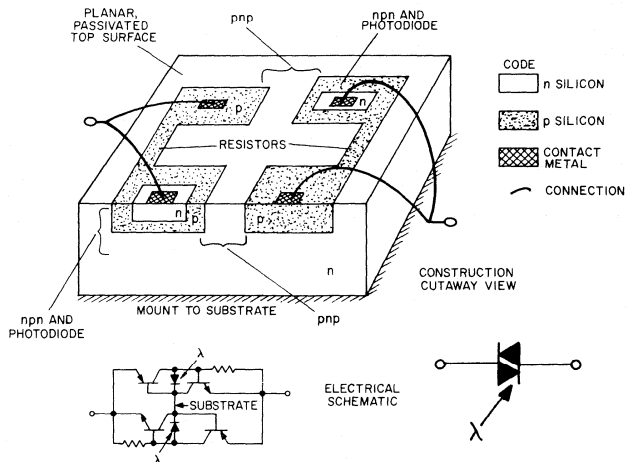 PLANAR,
PASSIVATED
TOP SURFACE
pnp
npn AND
PHOTODIODE
CODE
n SILICON
p SILICON
CONTACT
METAL
CONNECTION
p
n
RESISTORS
n
p
p
n
npn AND
PHOTODIODE
MOUNT TO SUBSTRATE
pnp
CONSTRUCTION
CUTAWAY VIEW
λ
SUBSTRATE
λ
ELECTRICAL
SCHEMATIC
λ